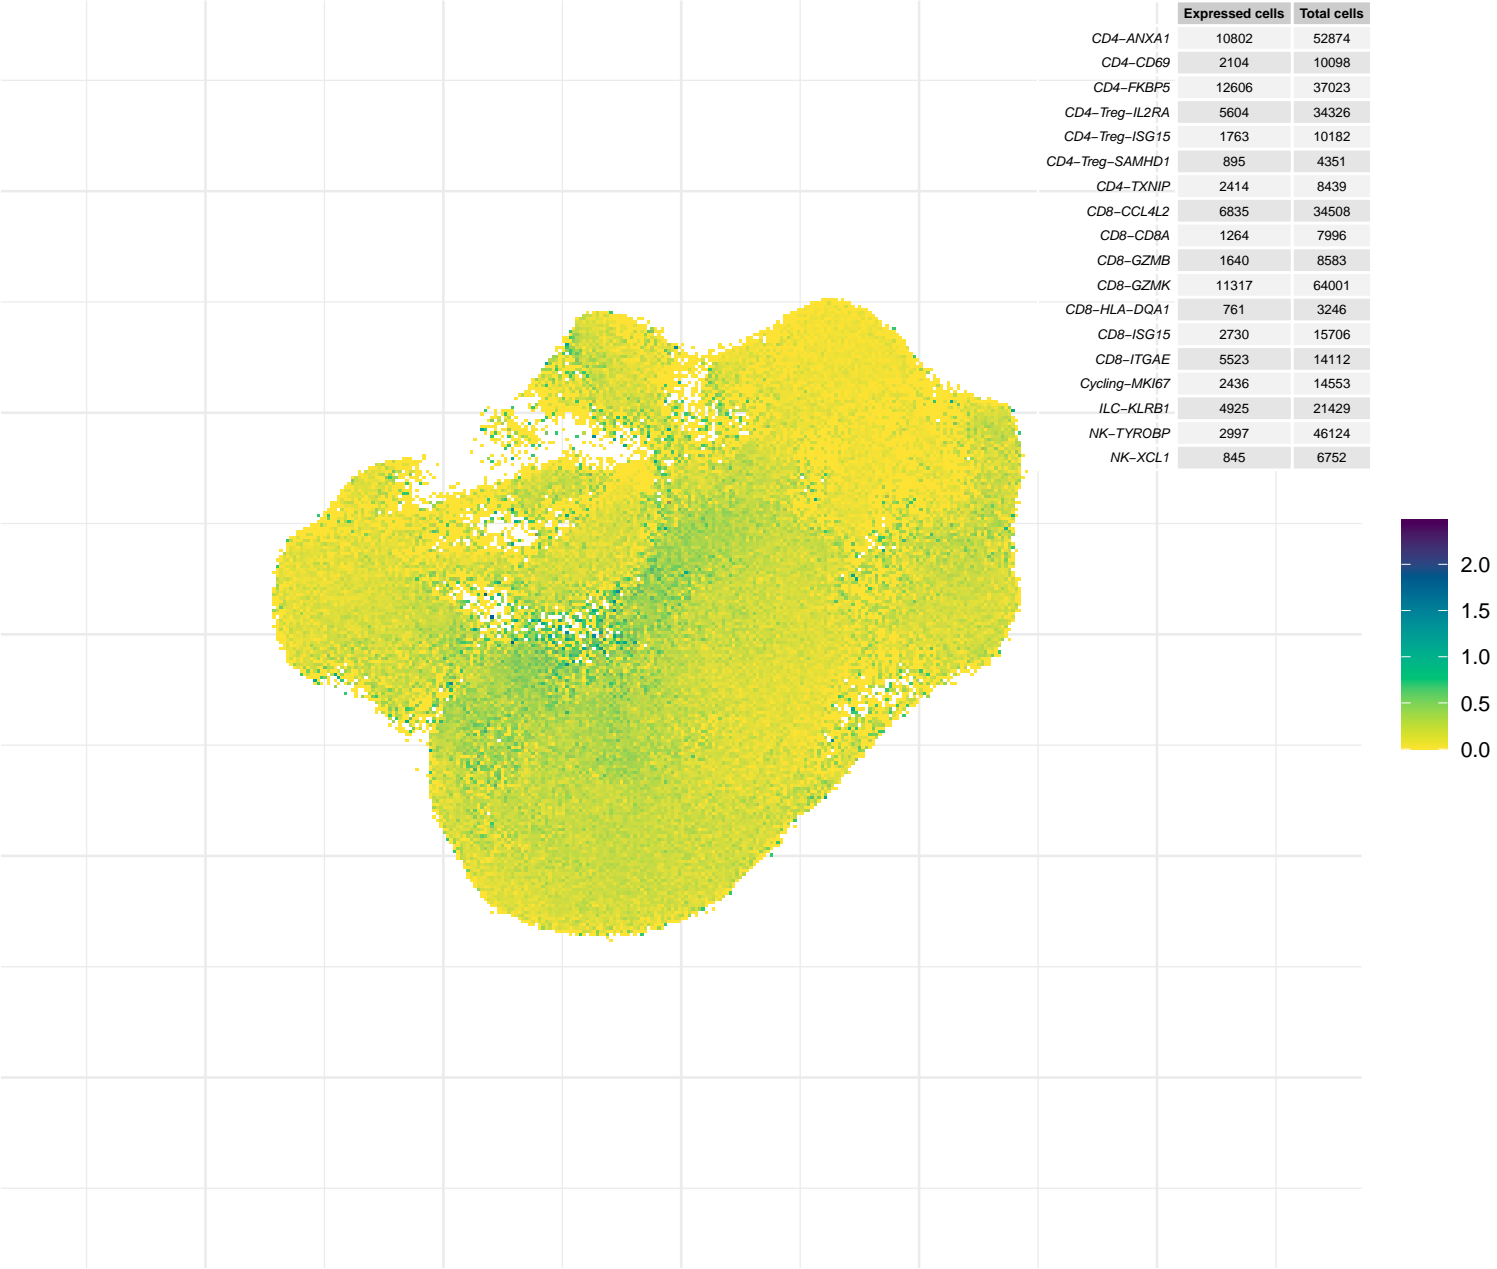 Expressed cells Total cells
CD4−ANXA1 10802 52874
CD4−CD69 2104 10098
CD4−FKBP5 12606 37023
CD4−Treg−IL2RA 5604 34326
CD4−Treg−ISG15 1763 10182
CD4−Treg−SAMHD1 895 4351
CD4−TXNIP 2414 8439
CD8−CCL4L2 6835 34508
CD8−CD8A 1264 7996
CD8−GZMB 1640 8583
CD8−GZMK 11317 64001
CD8−HLA−DQA1 761 3246
CD8−ISG15 2730 15706
CD8−ITGAE 5523 14112
Cycling−MKI67 2436 14553
ILC−KLRB1 4925 21429
NK−TYROBP 2997 46124
NK−XCL1 845 6752
2.0
1.5
1.0
0.5
0.0